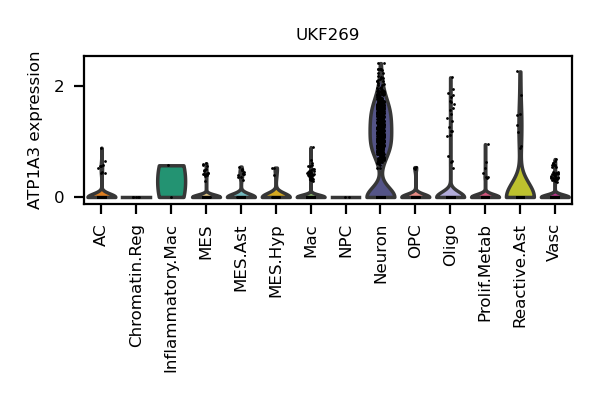 UKF269
ATP1A3 expression
2
0
AC
Chromatin.Reg
Inflammatory.Mac
MES
MES.Ast
MES.Hyp
Mac
NPC
Neuron
OPC
Oligo
Prolif.Metab
Reactive.Ast
Vasc